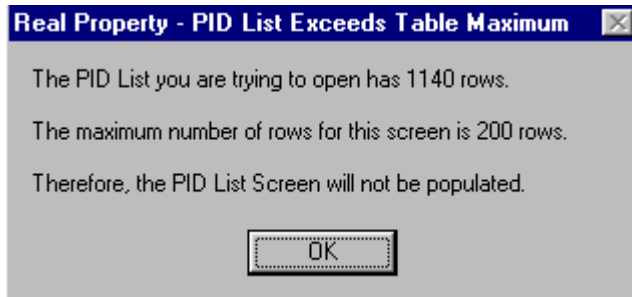 Real Property - PID List Exceeds Table Maximum
The PID List you are trying to open has 1140 rows.
The maximum number of rows for this screen is 200 rows.
Therefore, the PID List Screen will not be populated.
OK